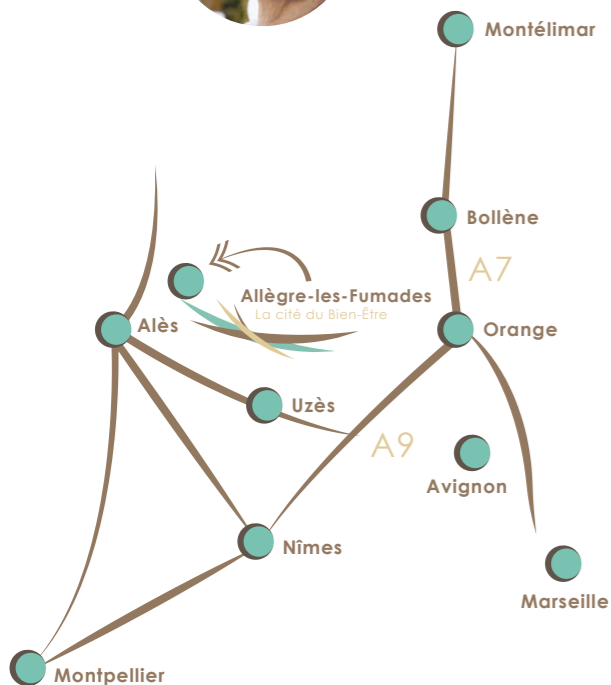 Montélimar
Bollène
A7
Allègre-les-Fumades
La cité du Bien-Être
Alès
Orange
Uzès
A9
Avignon
Nîmes
Marseille
Montpellier